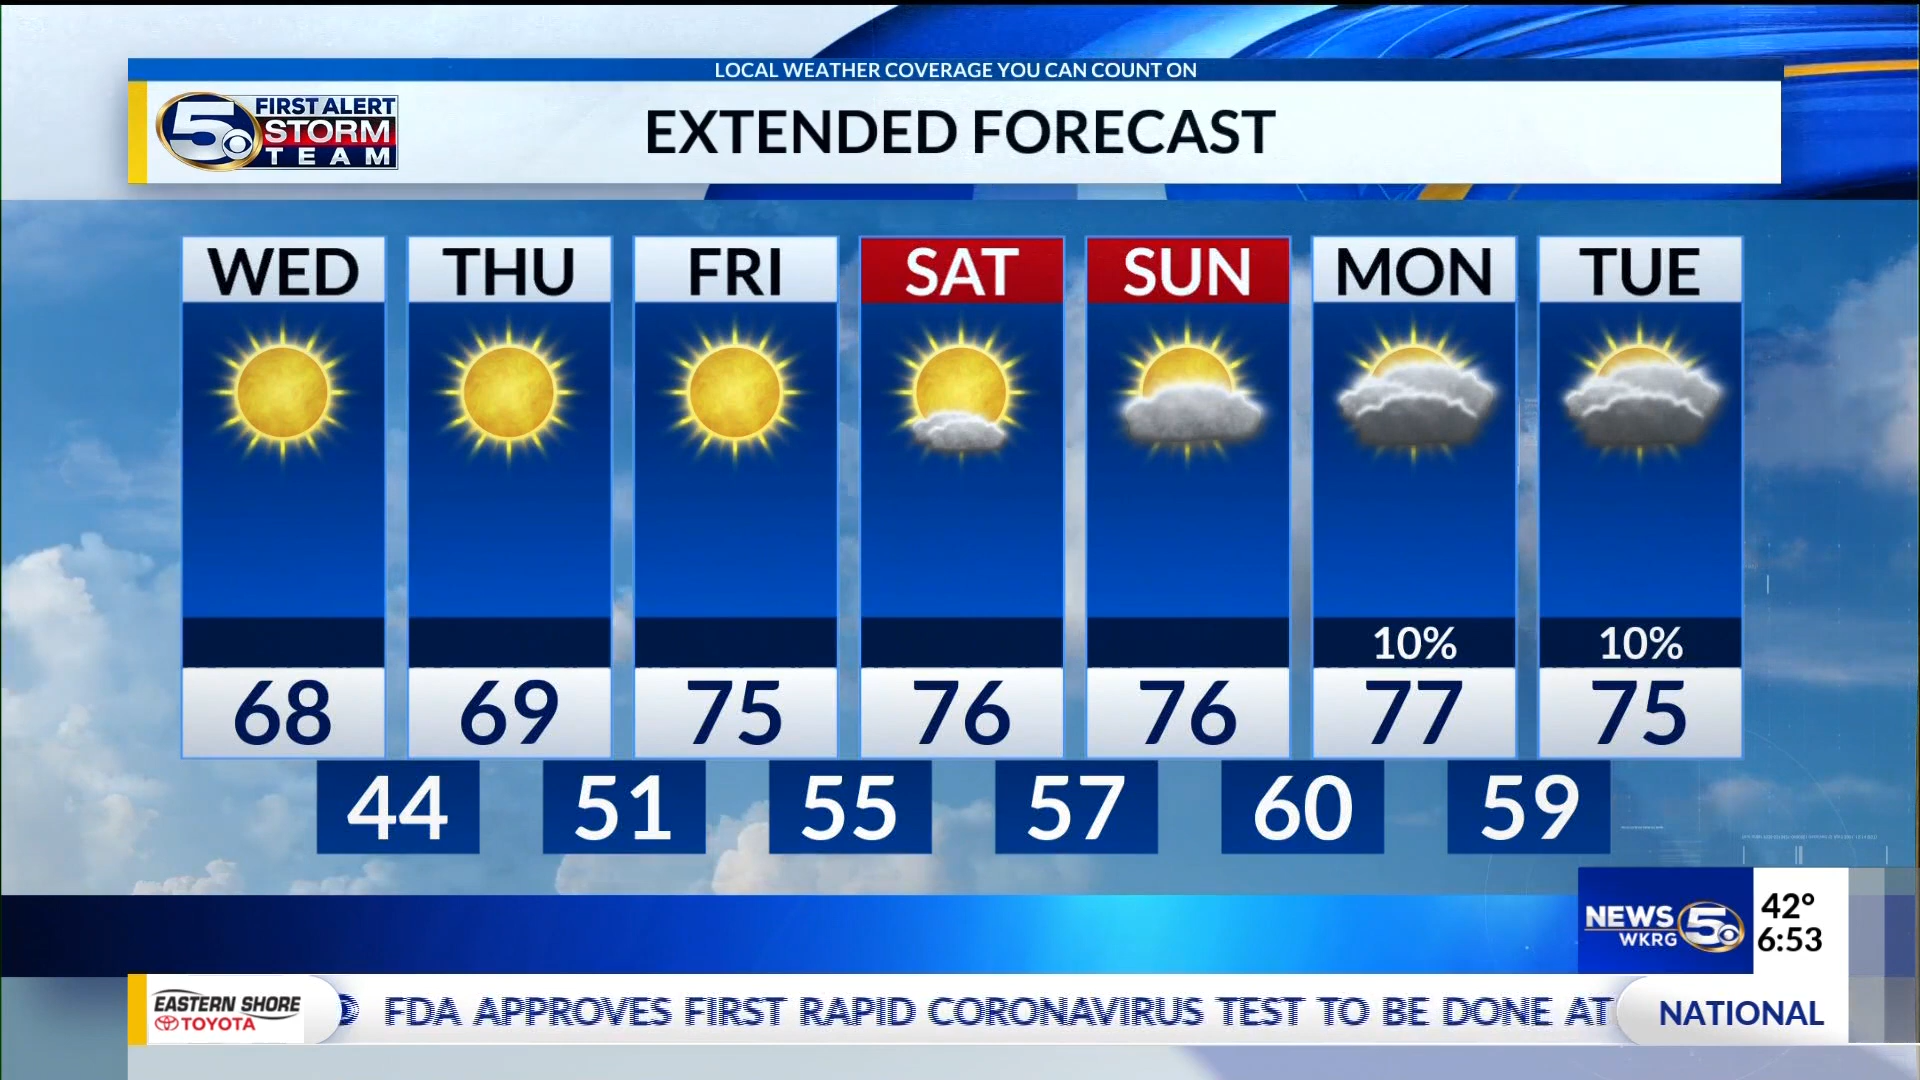 LOCAL WEATHER COVERAGE YOU CAN COUNT ON
5 FIRST ALERT
STORM
TEAM
EXTENDED FORECAST
WED THU FRI SAT SUN MON TUE
10% 10%
68 69 75 76 76 77 75
44 51 55 57 60 59
NEWS 5
WKRG
42°
6:53
EASTERN SHORE
TOYOTA
FDA APPROVES FIRST RAPID CORONAVIRUS TEST TO BE DONE AT
NATIONAL